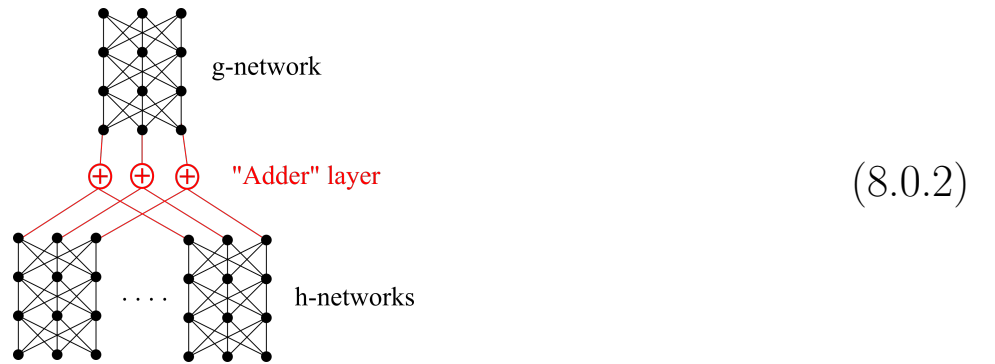 g-network
"Adder" layer
(8.0.2)
. . . .
h-networks